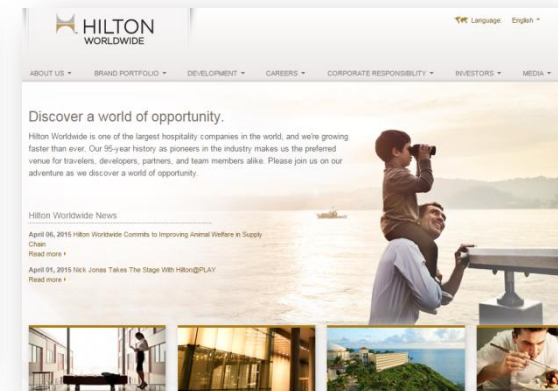 HILTON
WORLDWIDE
Language: English
ABOUT US BRAND PORTFOLIO DEVELOPMENT CAREERS CORPORATE RESPONSIBILITY INVESTORS MEDIA
Discover a world of opportunity.
Hilton Worldwide is one of the largest hospitality companies in the world, and we're growing
faster than ever. Our 95-year history as pioneers in the industry makes us the preferred
venue for travelers, developers, partners, and team members alike. Please join us on our
adventure as we discover a world of opportunity.
Hilton Worldwide News
April 06, 2015 Hilton Worldwide Commits to Improving Animal Welfare in Supply
Chain
Read more
April 01, 2015 Nick Jonas Takes The Stage With Hilton@PLAY
Read more